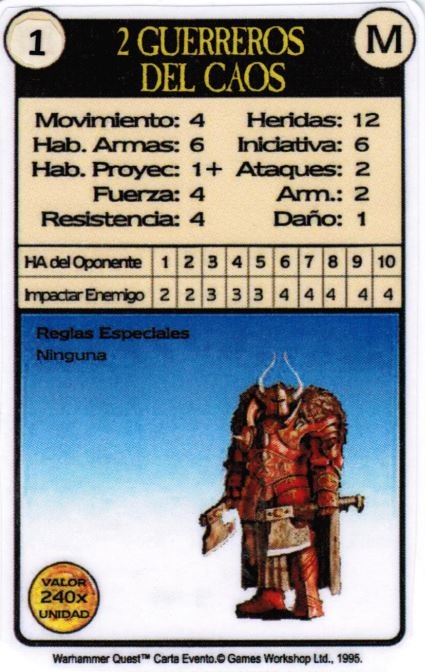 1
2 GUERREROS
DEL CAOS
M
Movimiento: 4 Heridas: 12
Hab. Armas: 6 Iniciativa: 6
Hab. Proyec: 1+ Ataques: 2
Fuerza: 4 Arm.: 2
Resistencia: 4 Daño: 1
HA del Oponente 1 2 3 4 5 6 7 8 9 10
Impactar Enemigo 2 2 3 3 3 4 4 4 4 4
Reglas Especiales
Ninguna
VALOR
240x
UNIDAD
Warhammer Quest™ Carta Evento.© Games Workshop Ltd., 1995.